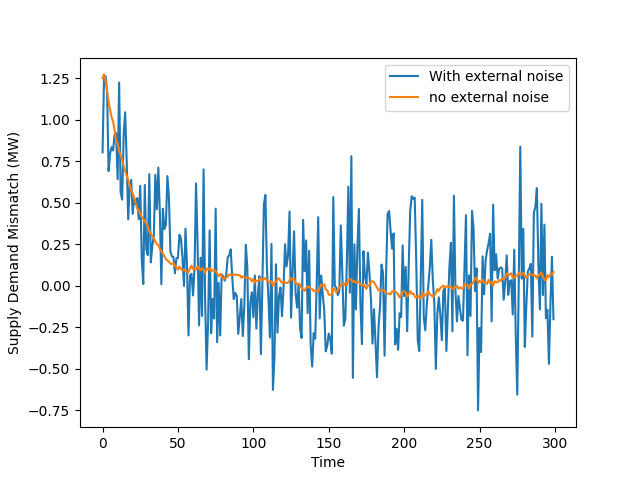 With external noise
no external noise
1.25
1.00
0.75
0.50
0.25
0.00
−0.25
−0.50
−0.75
Supply Demand Mismatch (MW)
0 50 100 150 200 250 300
Time